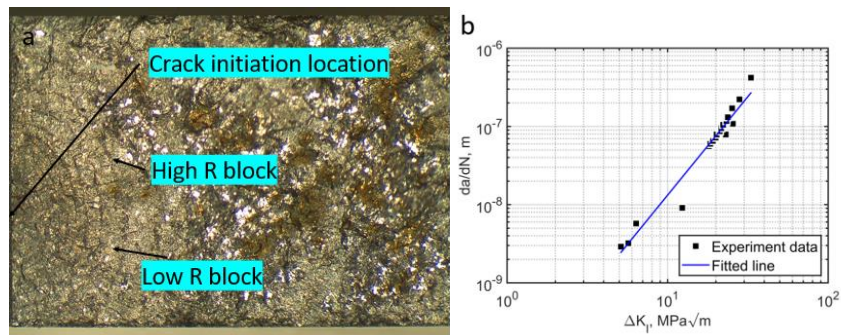 a
Crack initiation location
High R block
Low R block
b
da/dN, m
10^-6
10^-7
10^-8
10^-9
10^0
10^1
10^2
ΔK_I, MPa√m
Experiment data
Fitted line